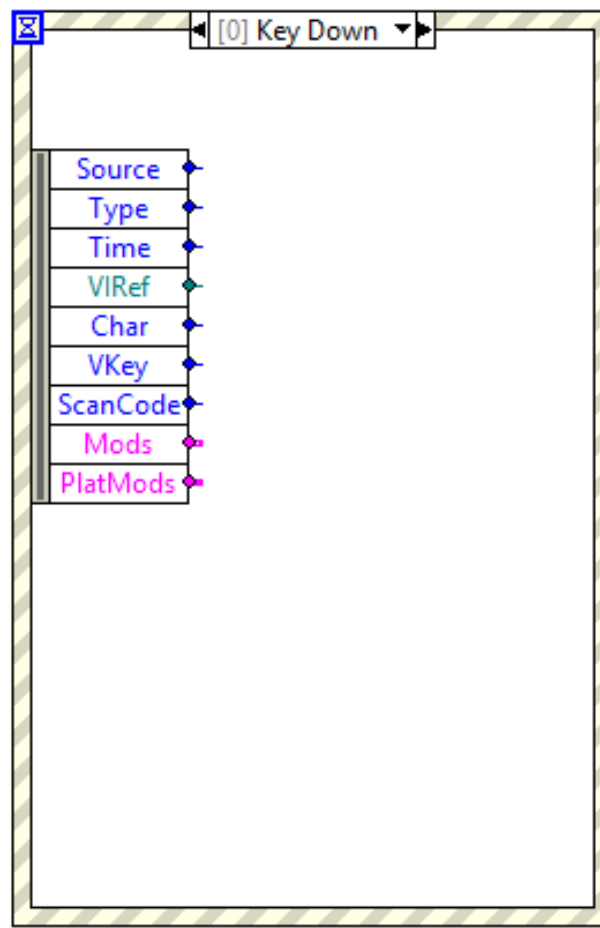 [0] Key Down
Source
Type
Time
VIRef
Char
VKey
ScanCode
Mods
PlatMods